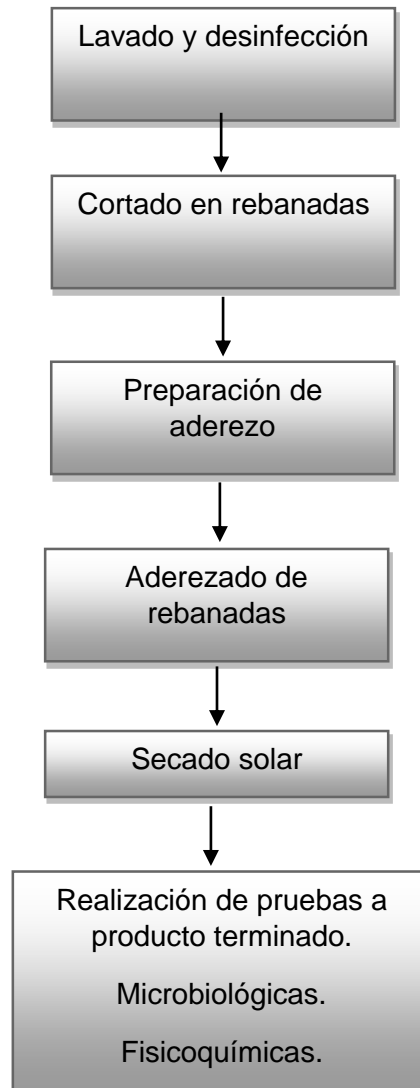 Lavado y desinfección
Cortado en rebanadas
Preparación de
aderezo
Aderezado de
rebanadas
Secado solar
Realización de pruebas a
producto terminado.
Microbiológicas.
Fisicoquímicas.